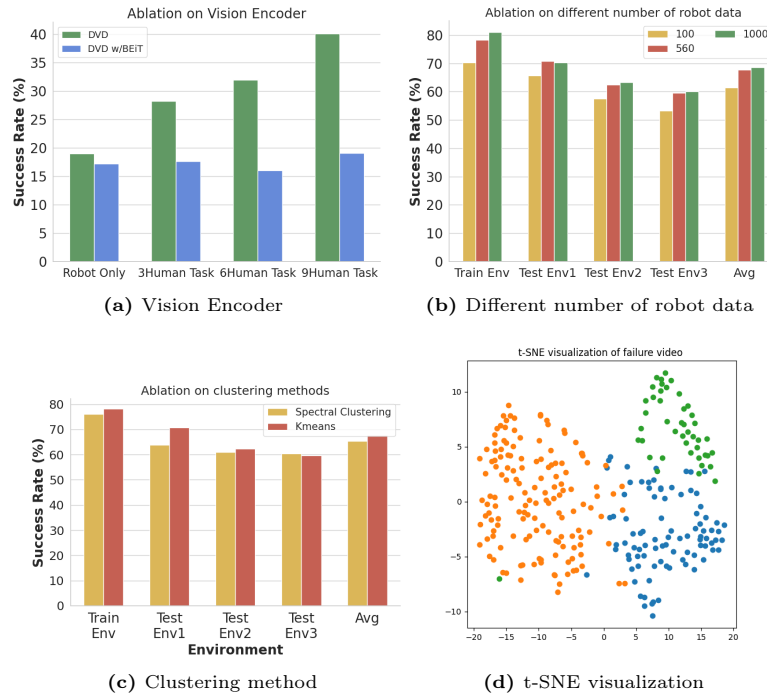 Ablation on Vision Encoder
DVD
DVD w/BEiT
Success Rate (%)
40
35
30
25
20
15
10
5
0
Robot Only 3Human Task 6Human Task 9Human Task
(a) Vision Encoder
Ablation on different number of robot data
100
560
1000
Success Rate (%)
80
70
60
50
40
30
20
10
0
Train Env Test Env1 Test Env2 Test Env3 Avg
(b) Different number of robot data
Ablation on clustering methods
Spectral Clustering
Kmeans
Success Rate (%)
80
70
60
50
40
30
20
10
0
Train Test Test Test Avg
Env Env1 Env2 Env3
Environment
(c) Clustering method
t-SNE visualization of failure video
10
5
0
−5
−10
−20 −15 −10 −5 0 5 10 15 20
(d) t-SNE visualization